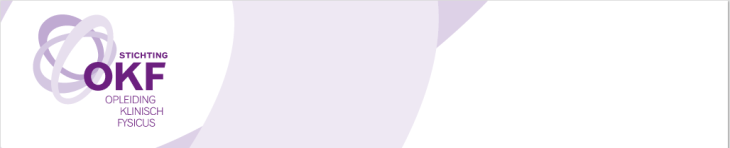 STICHTING
OKF
OPLEIDING
KLINISCH
FYSICUS